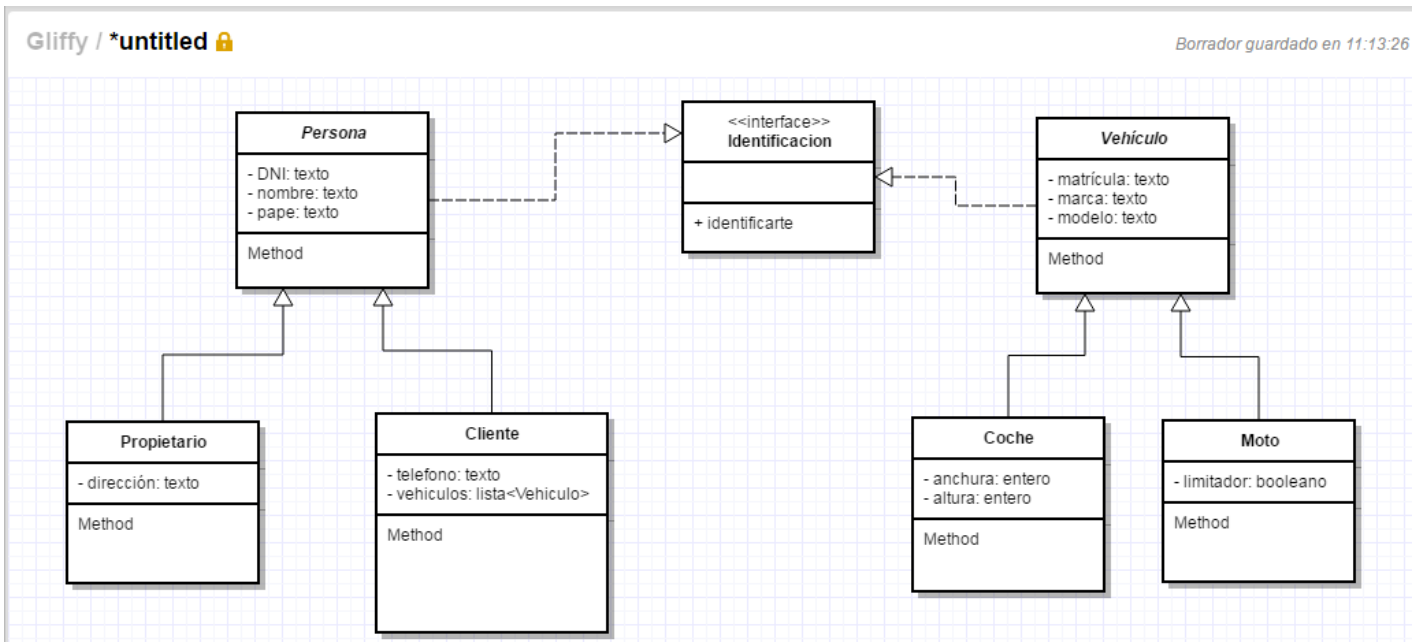 Gliffy / *untitled
Borrador guardado en 11:13:26
Persona
- DNI: texto
- nombre: texto
- pape: texto
Method
<<interface>>
Identificacion
+ identificarte
Vehículo
- matrícula: texto
- marca: texto
- modelo: texto
Method
Propietario
- dirección: texto
Method
Cliente
- telefono: texto
- vehiculos: lista<Vehiculo>
Method
Coche
- anchura: entero
- altura: entero
Method
Moto
- limitador: booleano
Method